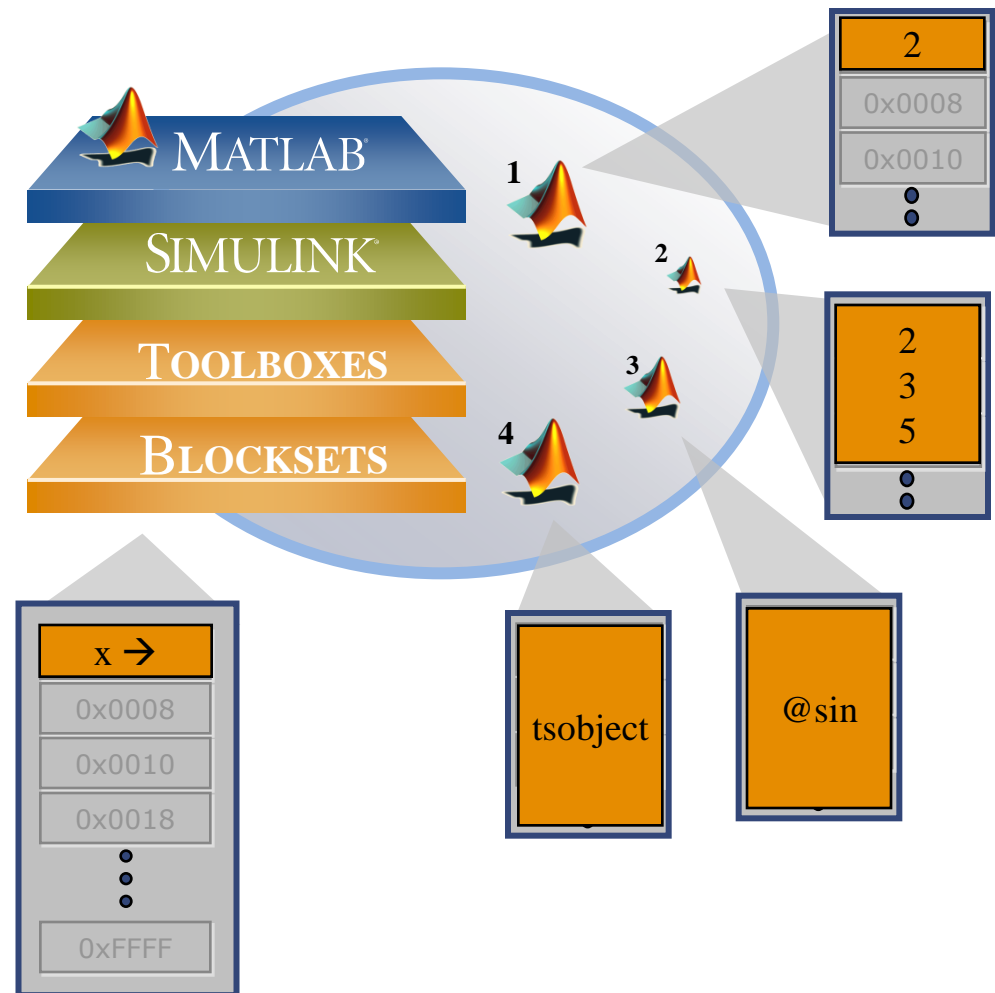 MATLAB®
SIMULINK®
TOOLBOXES
BLOCKSETS
1
2
3
4
2
0x0008
0x0010
2
3
5
x →
0x0008
0x0010
0x0018
0xFFFF
tsobject
@sin